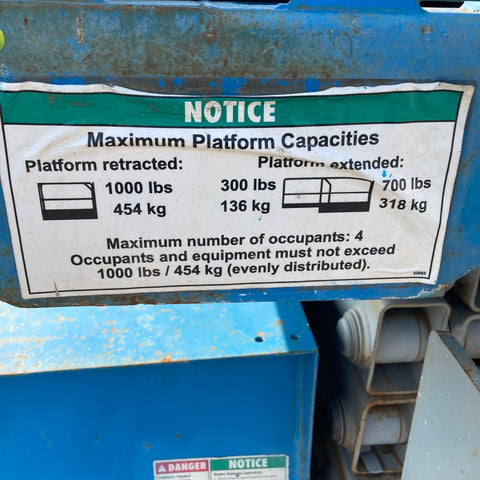 NOTICE
Maximum Platform Capacities
Platform retracted: Platform extended:
1000 lbs 300 lbs 700 lbs
454 kg 136 kg 318 kg
Maximum number of occupants: 4
Occupants and equipment must not exceed
1000 lbs / 454 kg (evenly distributed).
52602
DANGER NOTICE